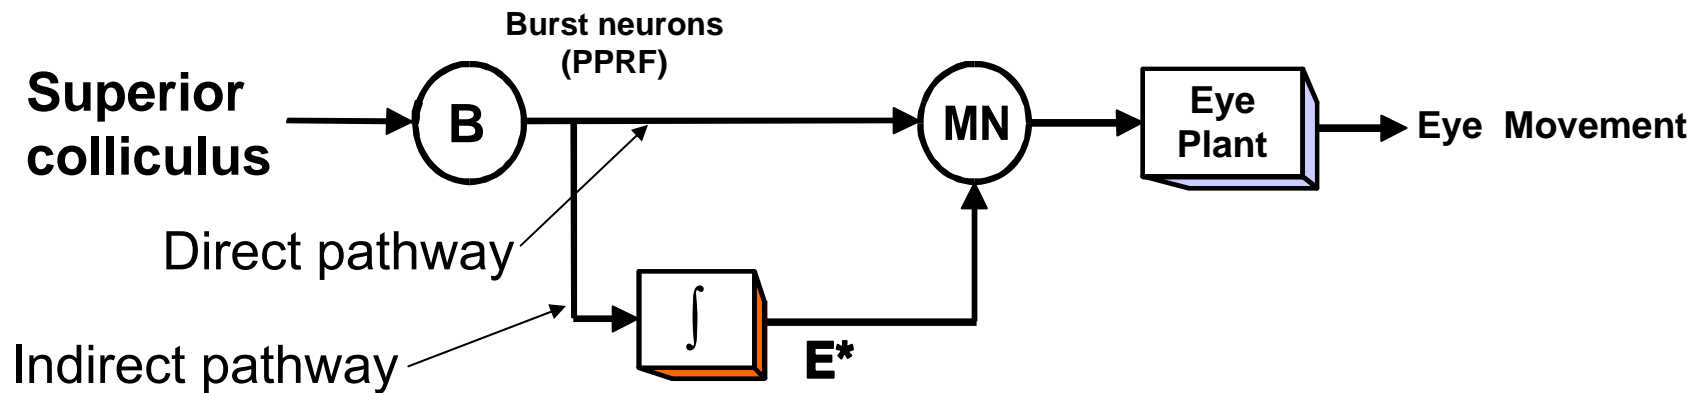 Burst neurons
(PPRF)
Superior
colliculus
B
MN
Eye
Plant
Eye Movement
Direct pathway
∫
E*
Indirect pathway